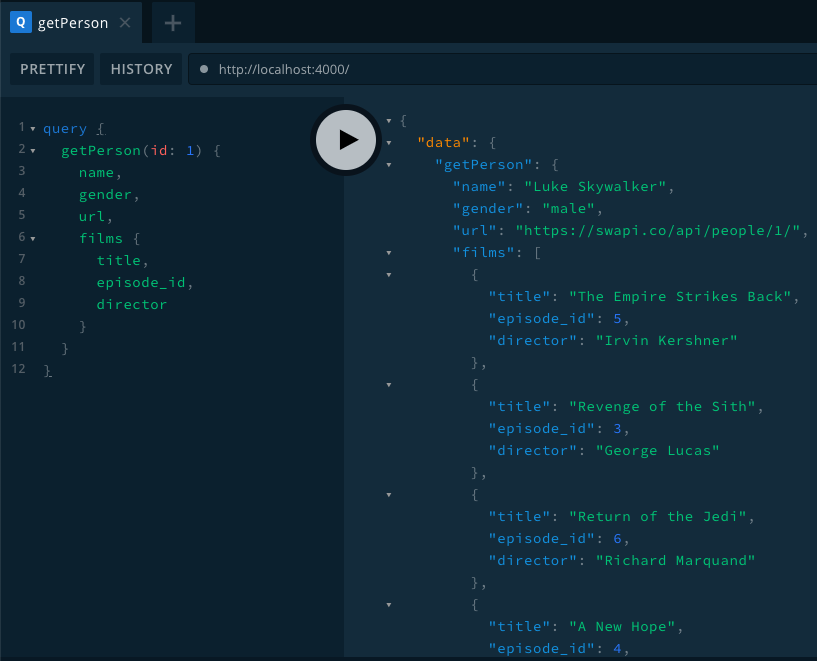 Q getPerson
PRETTIFY HISTORY http://localhost:4000/
1 query {
2 getPerson(id: 1) {
3 name,
4 gender,
5 url,
6 films {
7 title,
8 episode_id,
9 director
10 }
11 }
12 }
{
"data": {
"getPerson": {
"name": "Luke Skywalker",
"gender": "male",
"url": "https://swapi.co/api/people/1/",
"films": [
{
"title": "The Empire Strikes Back",
"episode_id": 5,
"director": "Irvin Kershner"
},
{
"title": "Revenge of the Sith",
"episode_id": 3,
"director": "George Lucas"
},
{
"title": "Return of the Jedi",
"episode_id": 6,
"director": "Richard Marquand"
},
{
"title": "A New Hope",
"episode_id": 4,